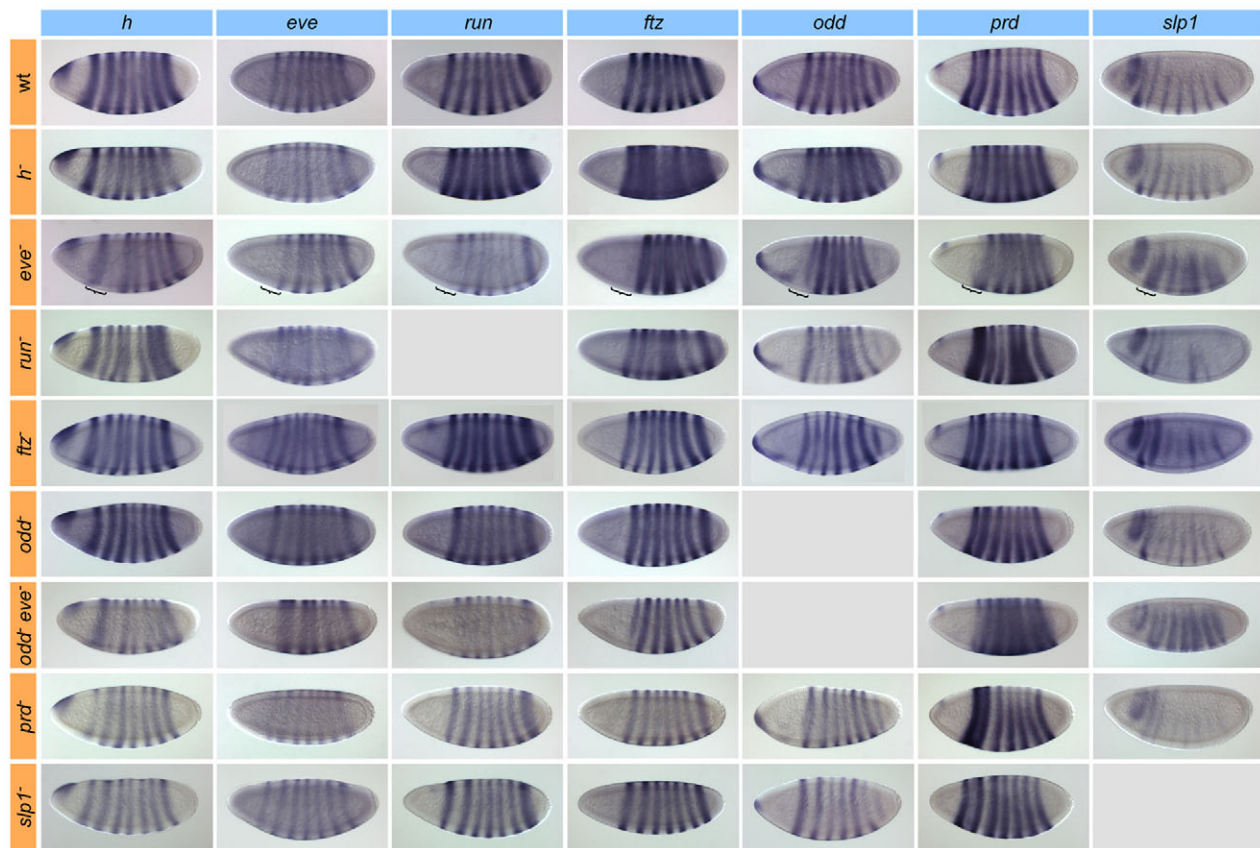 h eve run ftz odd prd slp1
wt
h-
eve-
run-
ftz-
odd-
odd- eve-
prd-
slp1-